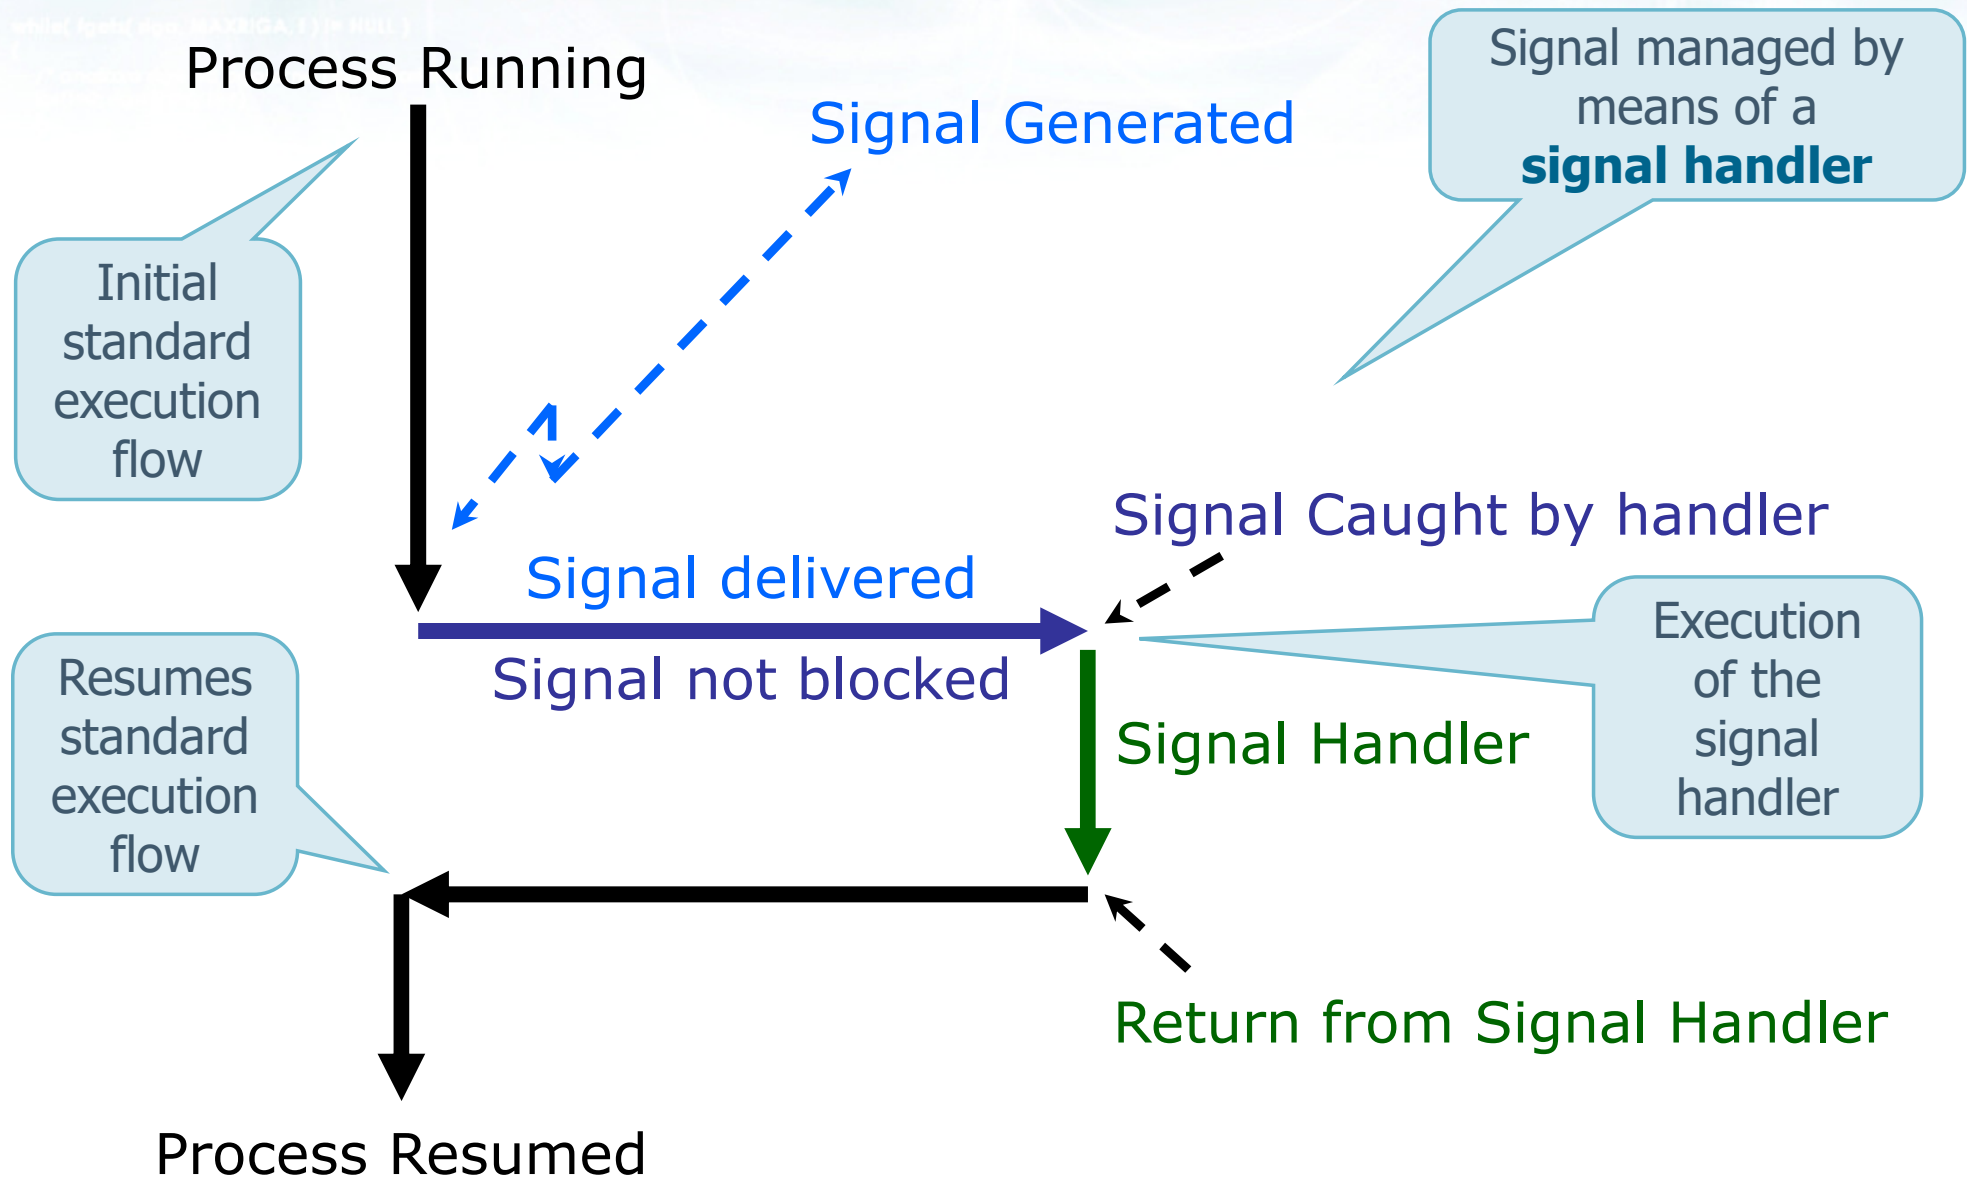 Process Running
Signal Generated
Signal managed by
means of a
signal handler
Initial
standard
execution
flow
Signal Caught by handler
Signal delivered
Signal not blocked
Execution
of the
signal
handler
Resumes
standard
execution
flow
Signal Handler
Return from Signal Handler
Process Resumed